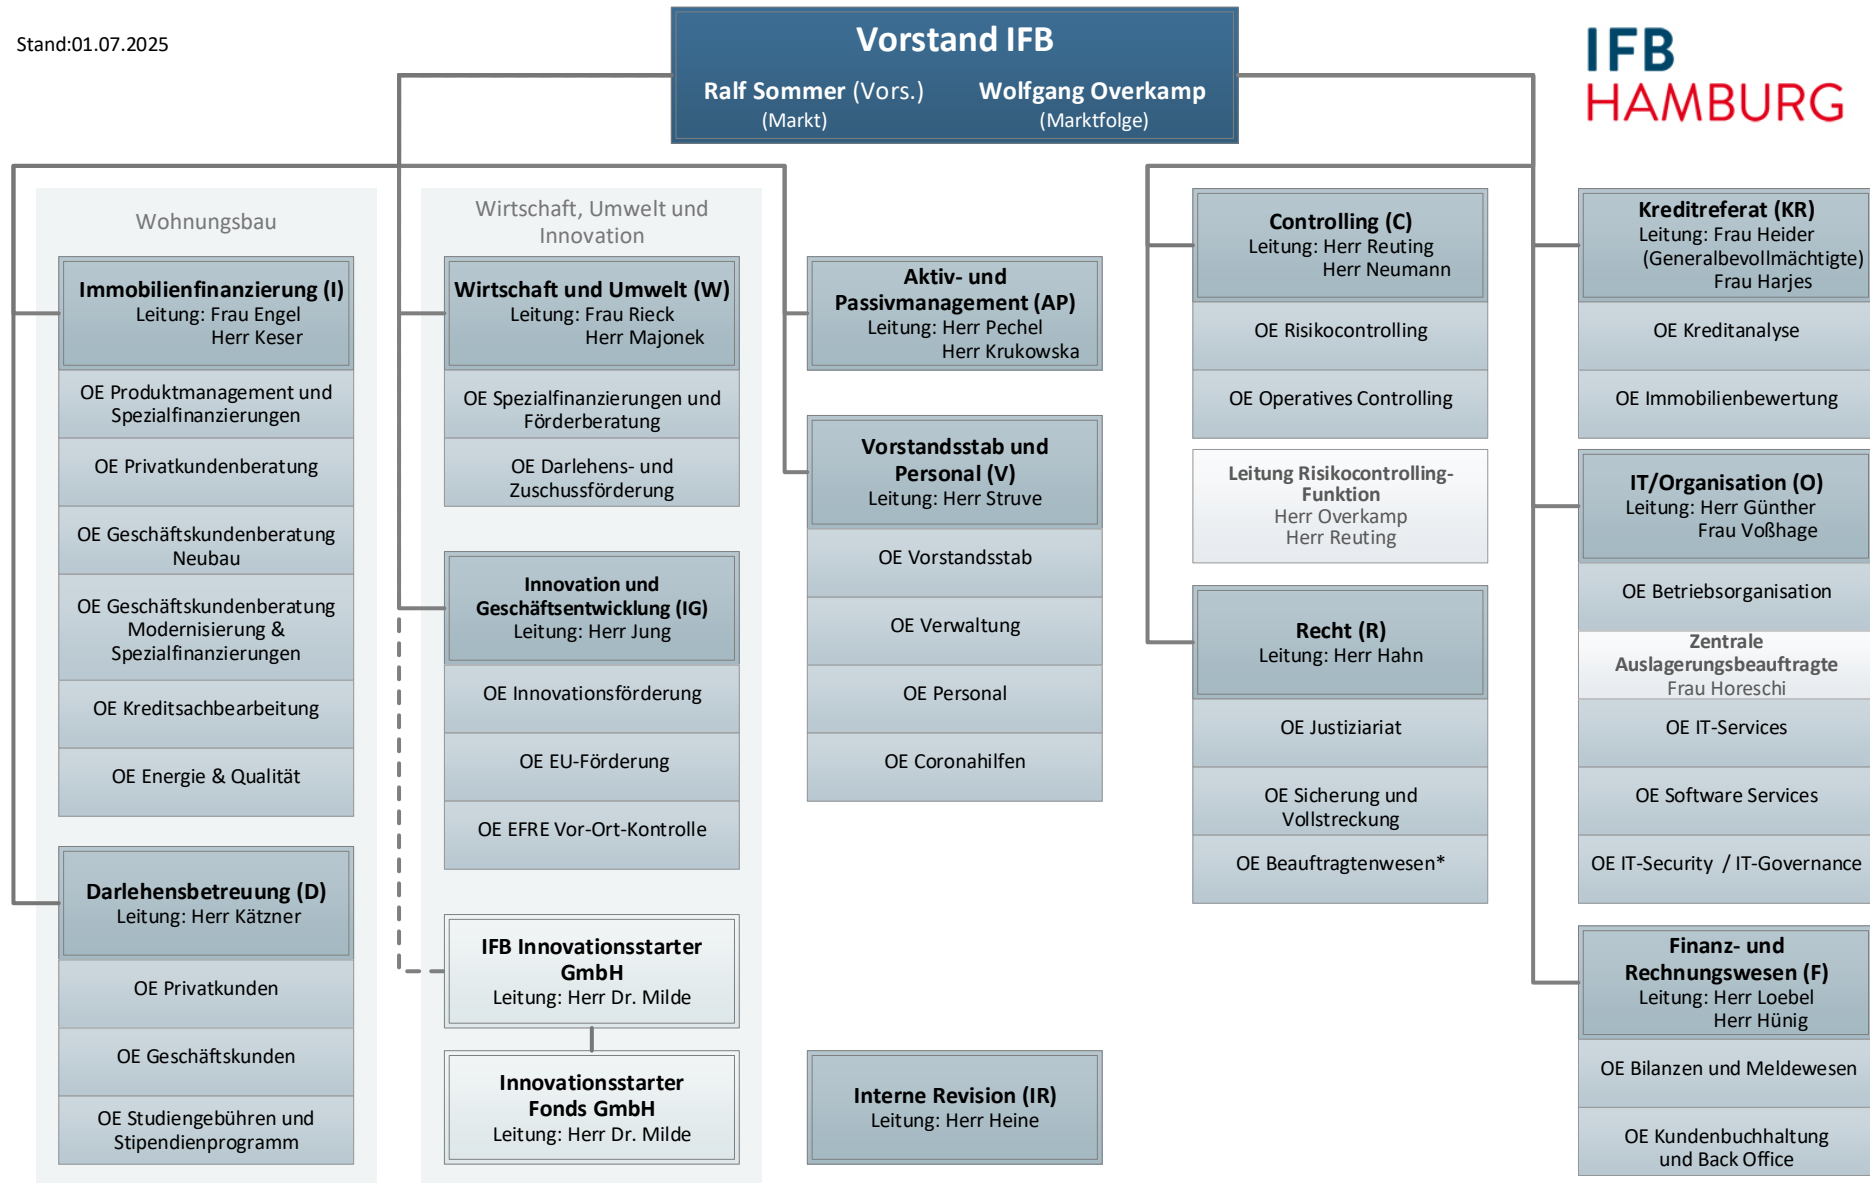 Stand:01.07.2025
Vorstand IFB
Ralf Sommer (Vors.)
(Markt)
Wolfgang Overkamp
(Marktfolge)
IFB
HAMBURG
Wohnungsbau
Immobilienfinanzierung (I)
Leitung: Frau Engel
Herr Keser
OE Produktmanagement und
Spezialfinanzierungen
OE Privatkundenberatung
OE Geschäftskundenberatung
Neubau
OE Geschäftskundenberatung
Modernisierung &
Spezialfinanzierungen
OE Kreditsachbearbeitung
OE Energie & Qualität
Darlehensbetreuung (D)
Leitung: Herr Kätzner
OE Privatkunden
OE Geschäftskunden
OE Studiengebühren und
Stipendienprogramm
Wirtschaft, Umwelt und
Innovation
Wirtschaft und Umwelt (W)
Leitung: Frau Rieck
Herr Majonek
OE Spezialfinanzierungen und
Förderberatung
OE Darlehens- und
Zuschussförderung
Innovation und
Geschäftsentwicklung (IG)
Leitung: Herr Jung
OE Innovationsförderung
OE EU-Förderung
OE EFRE Vor-Ort-Kontrolle
IFB Innovationsstarter
GmbH
Leitung: Herr Dr. Milde
Innovationsstarter
Fonds GmbH
Leitung: Herr Dr. Milde
Aktiv- und
Passivmanagement (AP)
Leitung: Herr Pechel
Herr Krukowska
Vorstandsstab und
Personal (V)
Leitung: Herr Struve
OE Vorstandsstab
OE Verwaltung
OE Personal
OE Coronahilfen
Interne Revision (IR)
Leitung: Herr Heine
Controlling (C)
Leitung: Herr Reuting
Herr Neumann
OE Risikocontrolling
OE Operatives Controlling
Leitung Risikocontrolling-
Funktion
Herr Overkamp
Herr Reuting
Recht (R)
Leitung: Herr Hahn
OE Justiziariat
OE Sicherung und
Vollstreckung
OE Beauftragtenwesen*
Kreditreferat (KR)
Leitung: Frau Heider
(Generalbevollmächtigte)
Frau Harjes
OE Kreditanalyse
OE Immobilienbewertung
IT/Organisation (O)
Leitung: Herr Günther
Frau Voßhage
OE Betriebsorganisation
Zentrale
Auslagerungsbeauftragte
Frau Horeschi
OE IT-Services
OE Software Services
OE IT-Security / IT-Governance
Finanz- und
Rechnungswesen (F)
Leitung: Herr Loebel
Herr Hünig
OE Bilanzen und Meldewesen
OE Kundenbuchhaltung
und Back Office